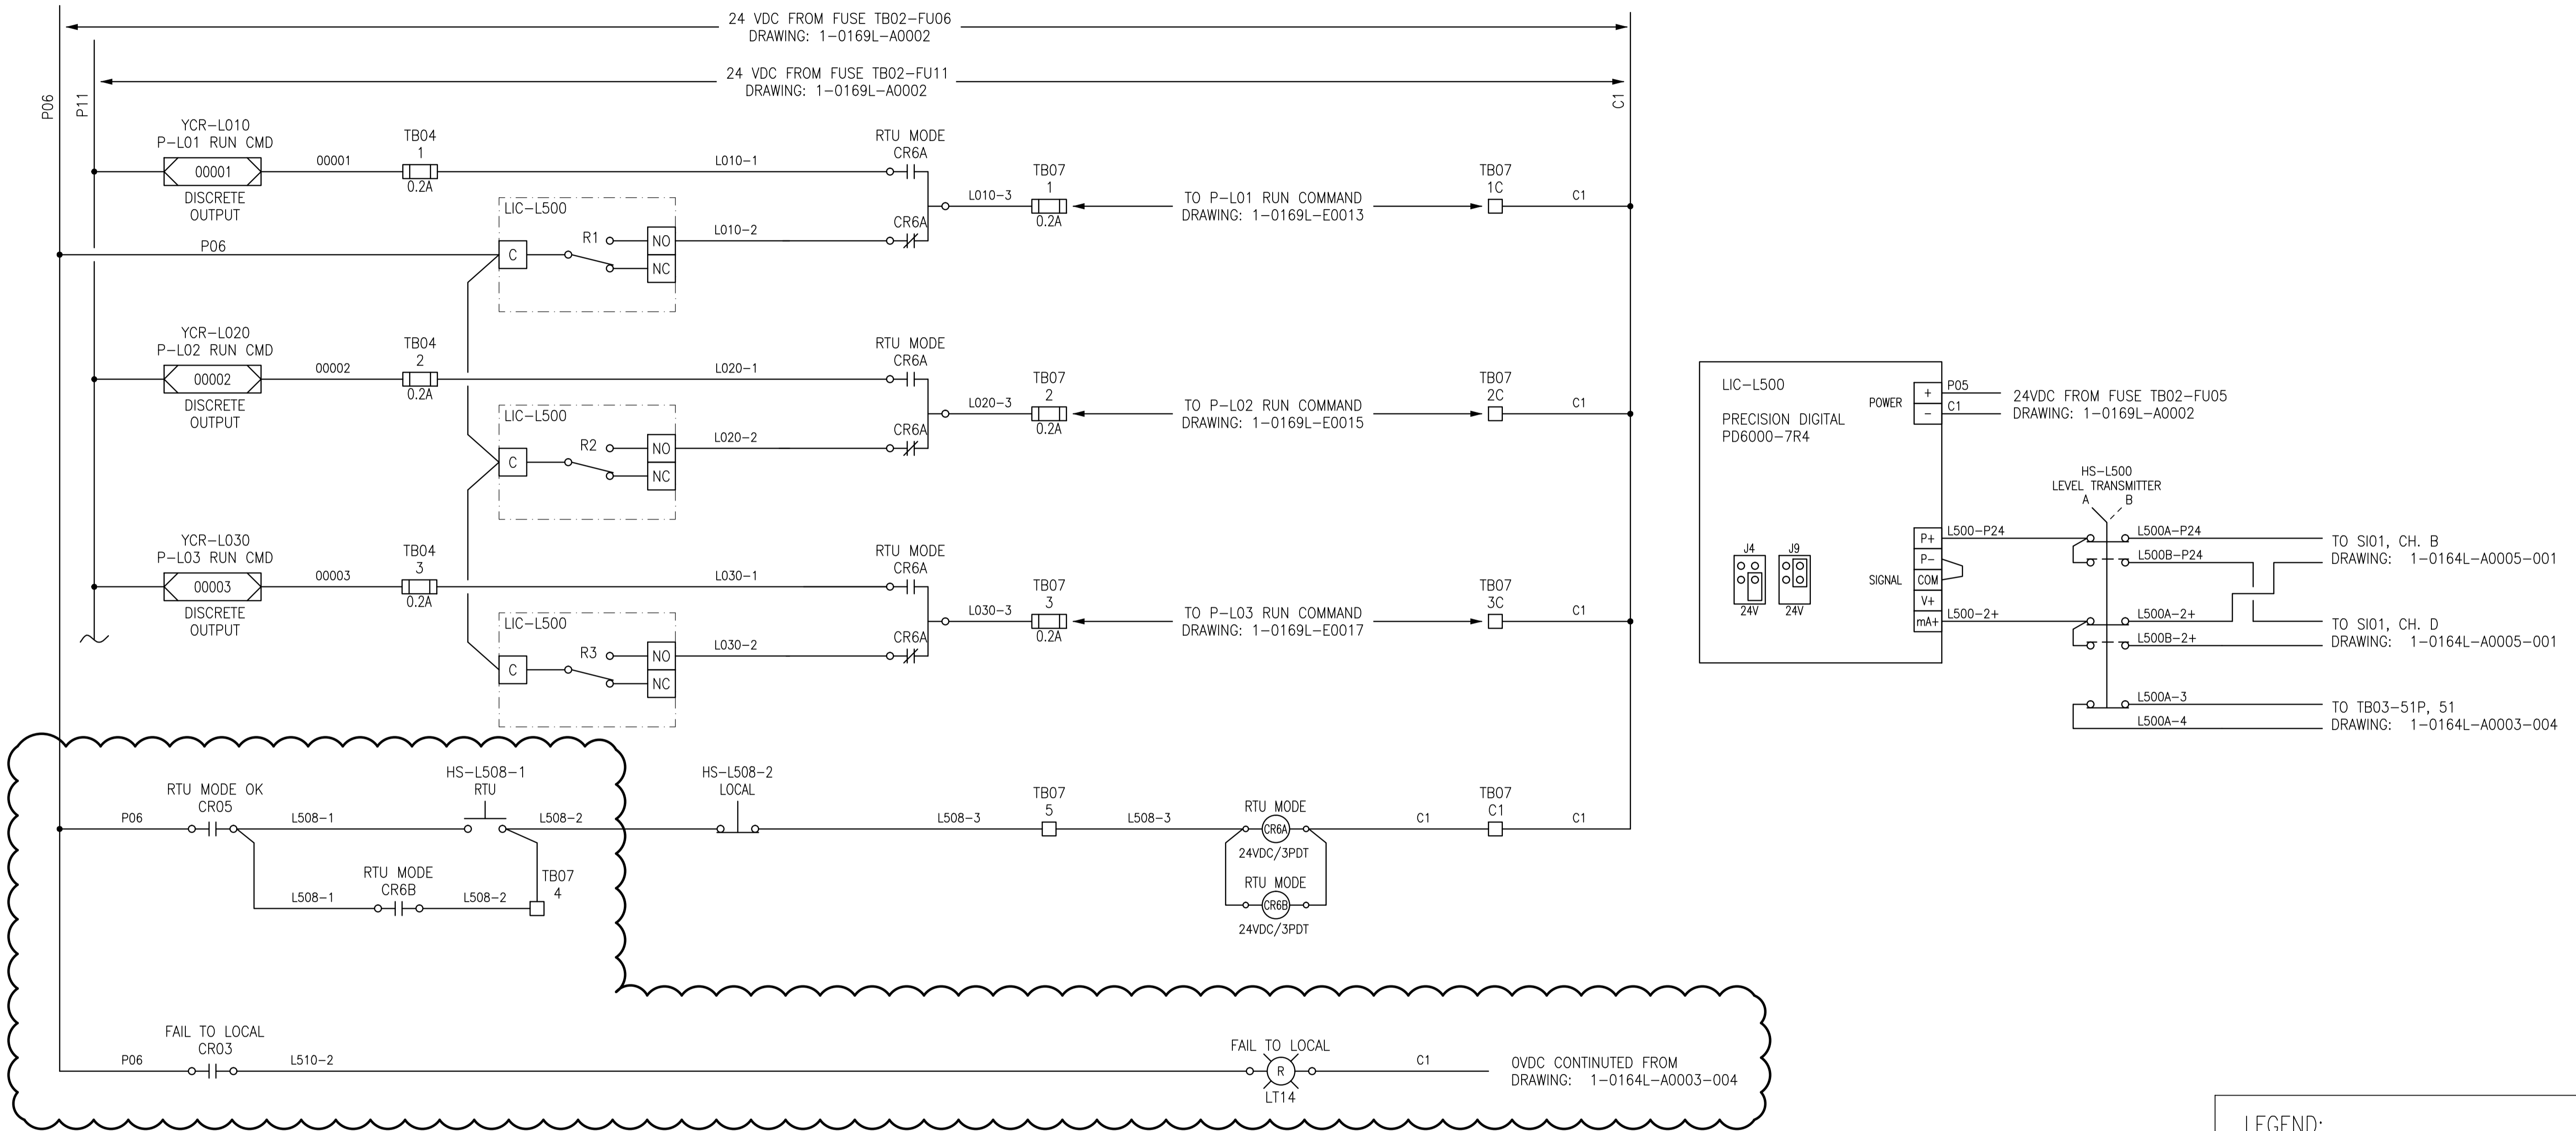 24 VDC FROM FUSE TB02-FU06
DRAWING: 1-0169L-A0002
24 VDC FROM FUSE TB02-FU11
DRAWING: 1-0169L-A0002
P06
P11
C1
YCR-L010
P-L01 RUN CMD
00001
DISCRETE
OUTPUT
00001
TB04
1
0.2A
L010-1
RTU MODE
CR6A
LIC-L500
P06
C
R1
NO
NC
L010-2
CR6A
L010-3
TB07
1
0.2A
TO P-L01 RUN COMMAND
DRAWING: 1-0169L-E0013
TB07
1C
C1
YCR-L020
P-L02 RUN CMD
00002
DISCRETE
OUTPUT
00002
TB04
2
0.2A
L020-1
RTU MODE
CR6A
LIC-L500
C
R2
NO
NC
L020-2
CR6A
L020-3
TB07
2
0.2A
TO P-L02 RUN COMMAND
DRAWING: 1-0169L-E0015
TB07
2C
C1
YCR-L030
P-L03 RUN CMD
00003
DISCRETE
OUTPUT
00003
TB04
3
0.2A
L030-1
RTU MODE
CR6A
LIC-L500
C
R3
NO
NC
L030-2
CR6A
L030-3
TB07
3
0.2A
TO P-L03 RUN COMMAND
DRAWING: 1-0169L-E0017
TB07
3C
C1
RTU MODE OK
CR05
P06
L508-1
HS-L508-1
RTU
L508-2
HS-L508-2
LOCAL
L508-3
TB07
5
L508-3
RTU MODE
CR6A
24VDC/3PDT
C1
TB07
C1
C1
L508-1
RTU MODE
CR6B
L508-2
TB07
4
RTU MODE
CR6B
24VDC/3PDT
FAIL TO LOCAL
CR03
P06
L510-2
FAIL TO LOCAL
R
LT14
C1
0VDC CONTINUTED FROM
DRAWING: 1-0164L-A0003-004
LIC-L500
PRECISION DIGITAL
PD6000-7R4
POWER
+
-
P05
C1
24VDC FROM FUSE TB02-FU05
DRAWING: 1-0169L-A0002
J4
24V
J9
24V
SIGNAL
P+
P-
COM
V+
mA+
L500-P24
L500-2+
HS-L500
LEVEL TRANSMITTER
A
B
L500A-P24
L500B-P24
TO SI01, CH. B
DRAWING: 1-0164L-A0005-001
L500A-2+
L500B-2+
TO SI01, CH. D
DRAWING: 1-0164L-A0005-001
L500A-3
L500A-4
TO TB03-51P, 51
DRAWING: 1-0164L-A0003-004
LEGEND: